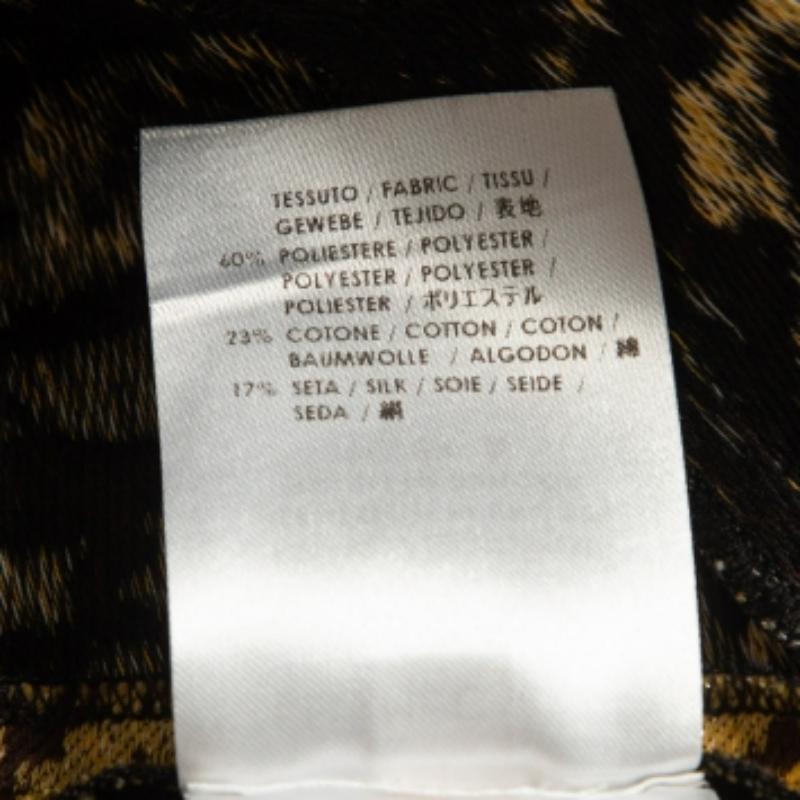 TESSUTO / FABRIC / TISSU /
GEWEBE / TEJIDO / 表地
60% POLIESTERE / POLYESTER /
POLYESTER / POLYESTER /
POLIESTER / ポリエステル
23% COTONE / COTTON / COTON /
BAUMWOLLE / ALGODON / 綿
17% SETA / SILK / SOIE / SEIDE /
SEDA / 絹